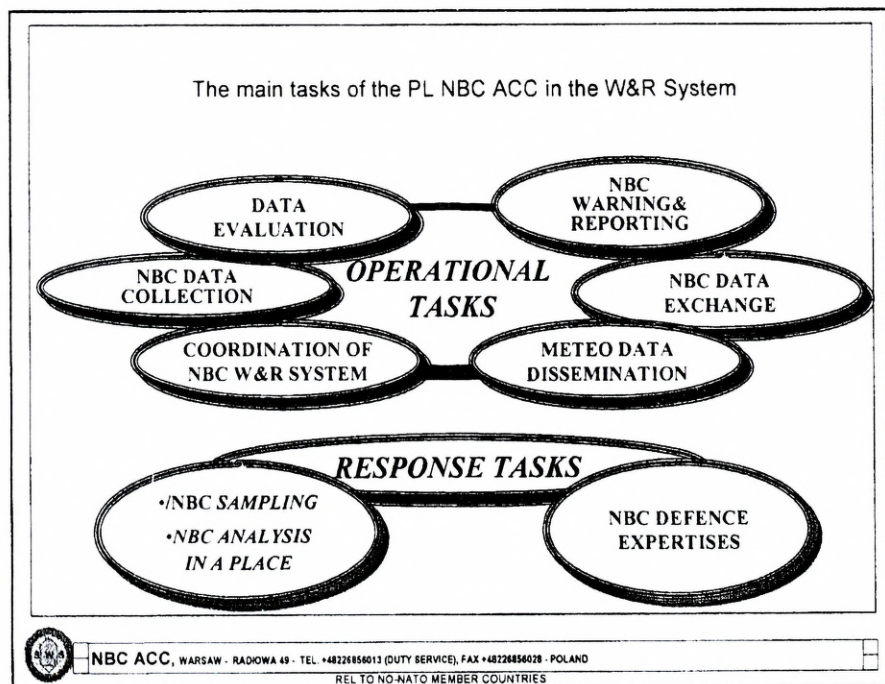 The main tasks of the PL NBC ACC in the W&R System
DATA
EVALUATION
NBC
WARNING&
REPORTING
NBC DATA
COLLECTION
OPERATIONAL
TASKS
NBC DATA
EXCHANGE
COORDINATION OF
NBC W&R SYSTEM
METEO DATA
DISSEMINATION
RESPONSE TASKS
•/NBC SAMPLING
•NBC ANALYSIS
IN A PLACE
NBC DEFENCE
EXPERTISES
NBC ACC, WARSAW - RADIOWA 49 - TEL. +48226856013 (DUTY SERVICE), FAX +48226856028 - POLAND
REL TO NO-NATO MEMBER COUNTRIES